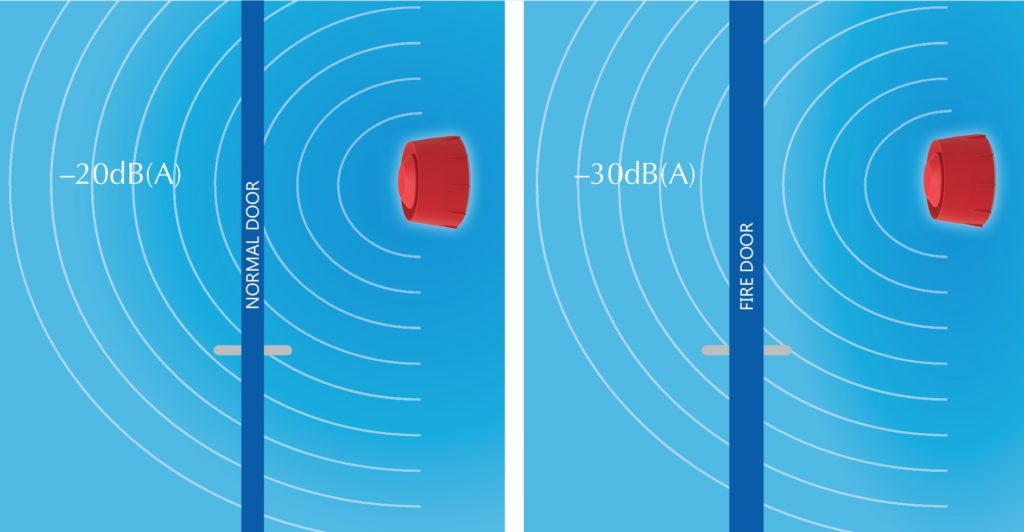 –20dB(A)
NORMAL DOOR
–30dB(A)
FIRE DOOR